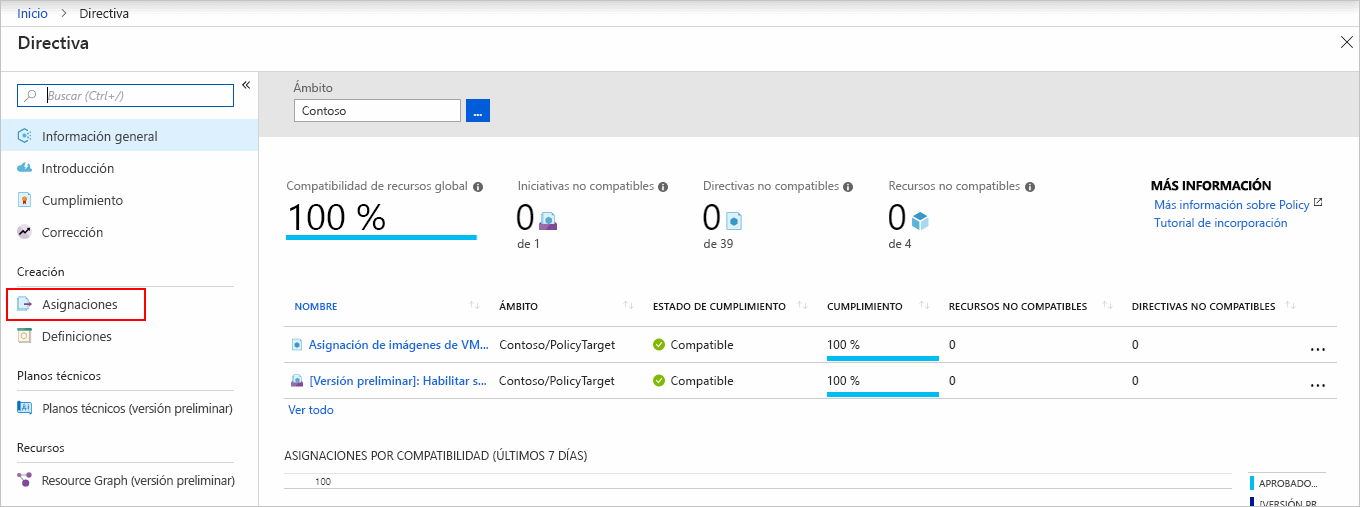 Inicio > Directiva
Directiva
Buscar (Ctrl+/)
Información general
Introducción
Cumplimiento
Corrección
Creación
Asignaciones
Definiciones
Planos técnicos
Planos técnicos (versión preliminar)
Recursos
Resource Graph (versión preliminar)
Ámbito
Contoso
...
Compatibilidad de recursos global
100 %
Iniciativas no compatibles
0
de 1
Directivas no compatibles
0
de 39
Recursos no compatibles
0
de 4
MÁS INFORMACIÓN
Más información sobre Policy
Tutorial de incorporación
NOMBRE ÁMBITO ESTADO DE CUMPLIMIENTO CUMPLIMIENTO RECURSOS NO COMPATIBLES DIRECTIVAS NO COMPATIBLES
Asignación de imágenes de VM... Contoso/PolicyTarget Compatible 100 % 0 0 ...
[Versión preliminar]: Habilitar s... Contoso/PolicyTarget Compatible 100 % 0 0 ...
Ver todo
ASIGNACIONES POR COMPATIBILIDAD (ÚLTIMOS 7 DÍAS)
100
APROBADO...
[VERSIÓN PR...